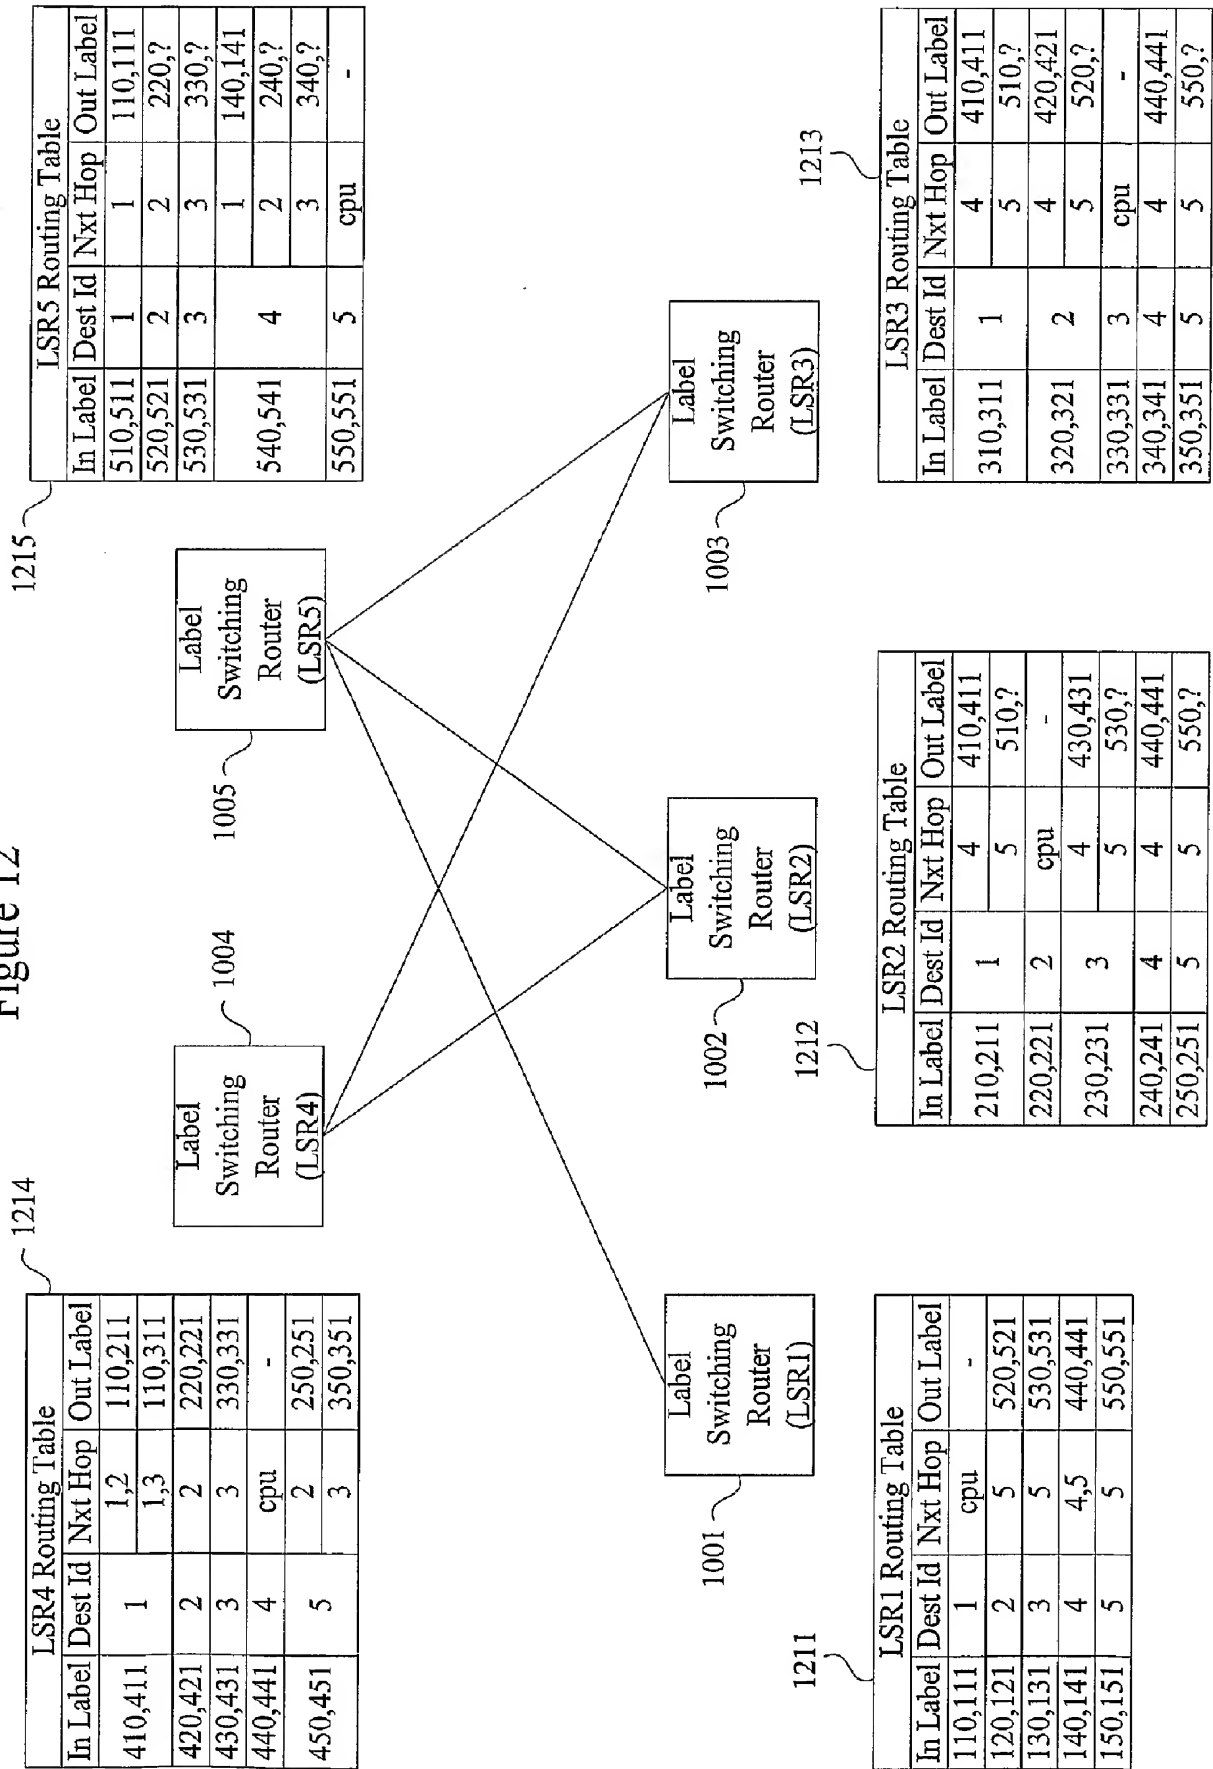 Figure 12
1214
LSR4 Routing Table
In Label Dest Id Nxt Hop Out Label
410,411 1 1,2 110,211
1,3 110,311
420,421 2 2 220,221
430,431 3 3 330,331
440,441 4 cpu -
450,451 5 2 250,251
3 350,351
1215
LSR5 Routing Table
In Label Dest Id Nxt Hop Out Label
510,511 1 1 110,111
520,521 2 2 220,?
530,531 3 3 330,?
540,541 4 1 140,141
2 240,?
3 340,?
550,551 5 cpu -
1004
Label
Switching
Router
(LSR4)
1005
Label
Switching
Router
(LSR5)
1001
Label
Switching
Router
(LSR1)
1002
Label
Switching
Router
(LSR2)
1003
Label
Switching
Router
(LSR3)
1211
LSR1 Routing Table
In Label Dest Id Nxt Hop Out Label
110,111 1 cpu -
120,121 2 5 520,521
130,131 3 5 530,531
140,141 4 4,5 440,441
150,151 5 5 550,551
1212
LSR2 Routing Table
In Label Dest Id Nxt Hop Out Label
210,211 1 4 410,411
5 510,?
220,221 2 cpu -
230,231 3 4 430,431
5 530,?
240,241 4 4 440,441
250,251 5 5 550,?
1213
LSR3 Routing Table
In Label Dest Id Nxt Hop Out Label
310,311 1 4 410,411
5 510,?
320,321 2 4 420,421
5 520,?
330,331 3 cpu -
340,341 4 4 440,441
350,351 5 5 550,?